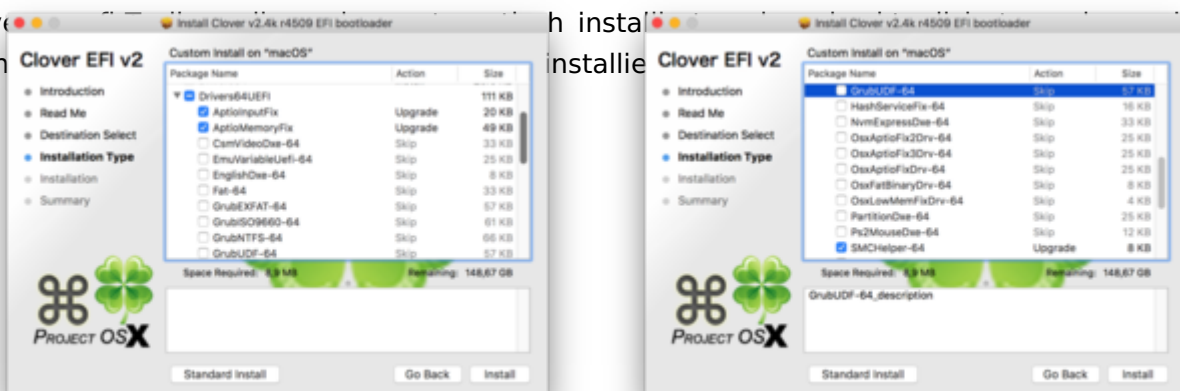 Install Clover v2.4k r4509 EFI bootloader
Clover EFI v2
Introduction
Read Me
Destination Select
Installation Type
Installation
Summary
PROJECT OSX
Custom Install on "macOS"
Package Name Action Size
Drivers64UEFI 111 KB
AptioInputFix Upgrade 20 KB
AptioMemoryFix Upgrade 49 KB
CsmVideoDxe-64 Skip 33 KB
EmuVariableUefi-64 Skip 25 KB
EnglishDxe-64 Skip 8 KB
Fat-64 Skip 33 KB
GrubEXFAT-64 Skip 57 KB
GrubISO9660-64 Skip 61 KB
GrubNTFS-64 Skip 66 KB
GrubUDF-64 Skip 57 KB
Space Required: 8,9 MB Remaining: 148,67 GB
Standard Install Go Back Install
h install
installie
Install Clover v2.4k r4509 EFI bootloader
Clover EFI v2
Introduction
Read Me
Destination Select
Installation Type
Installation
Summary
PROJECT OSX
Custom Install on "macOS"
Package Name Action Size
GrubUDF-64 Skip 57 KB
HashServiceFix-64 Skip 16 KB
NvmExpressDxe-64 Skip 33 KB
OsxAptioFix2Drv-64 Skip 25 KB
OsxAptioFix3Drv-64 Skip 25 KB
OsxAptioFixDrv-64 Skip 25 KB
OsxFatBinaryDrv-64 Skip 8 KB
OsxLowMemFixDrv-64 Skip 4 KB
PartitionDxe-64 Skip 25 KB
Ps2MouseDxe-64 Skip 12 KB
SMCHelper-64 Upgrade 8 KB
Space Required: 8,9 MB Remaining: 148,67 GB
GrubUDF-64_description
Standard Install Go Back Install